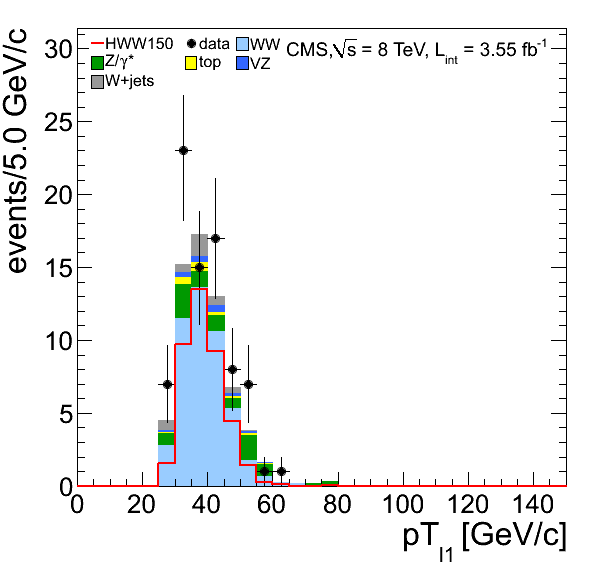 HWW150 data WW
Z/γ* top VZ
W+jets
CMS,√s = 8 TeV, L_int = 3.55 fb⁻¹
events/5.0 GeV/c
30
25
20
15
10
5
0
0 20 40 60 80 100 120 140
pT_l1 [GeV/c]